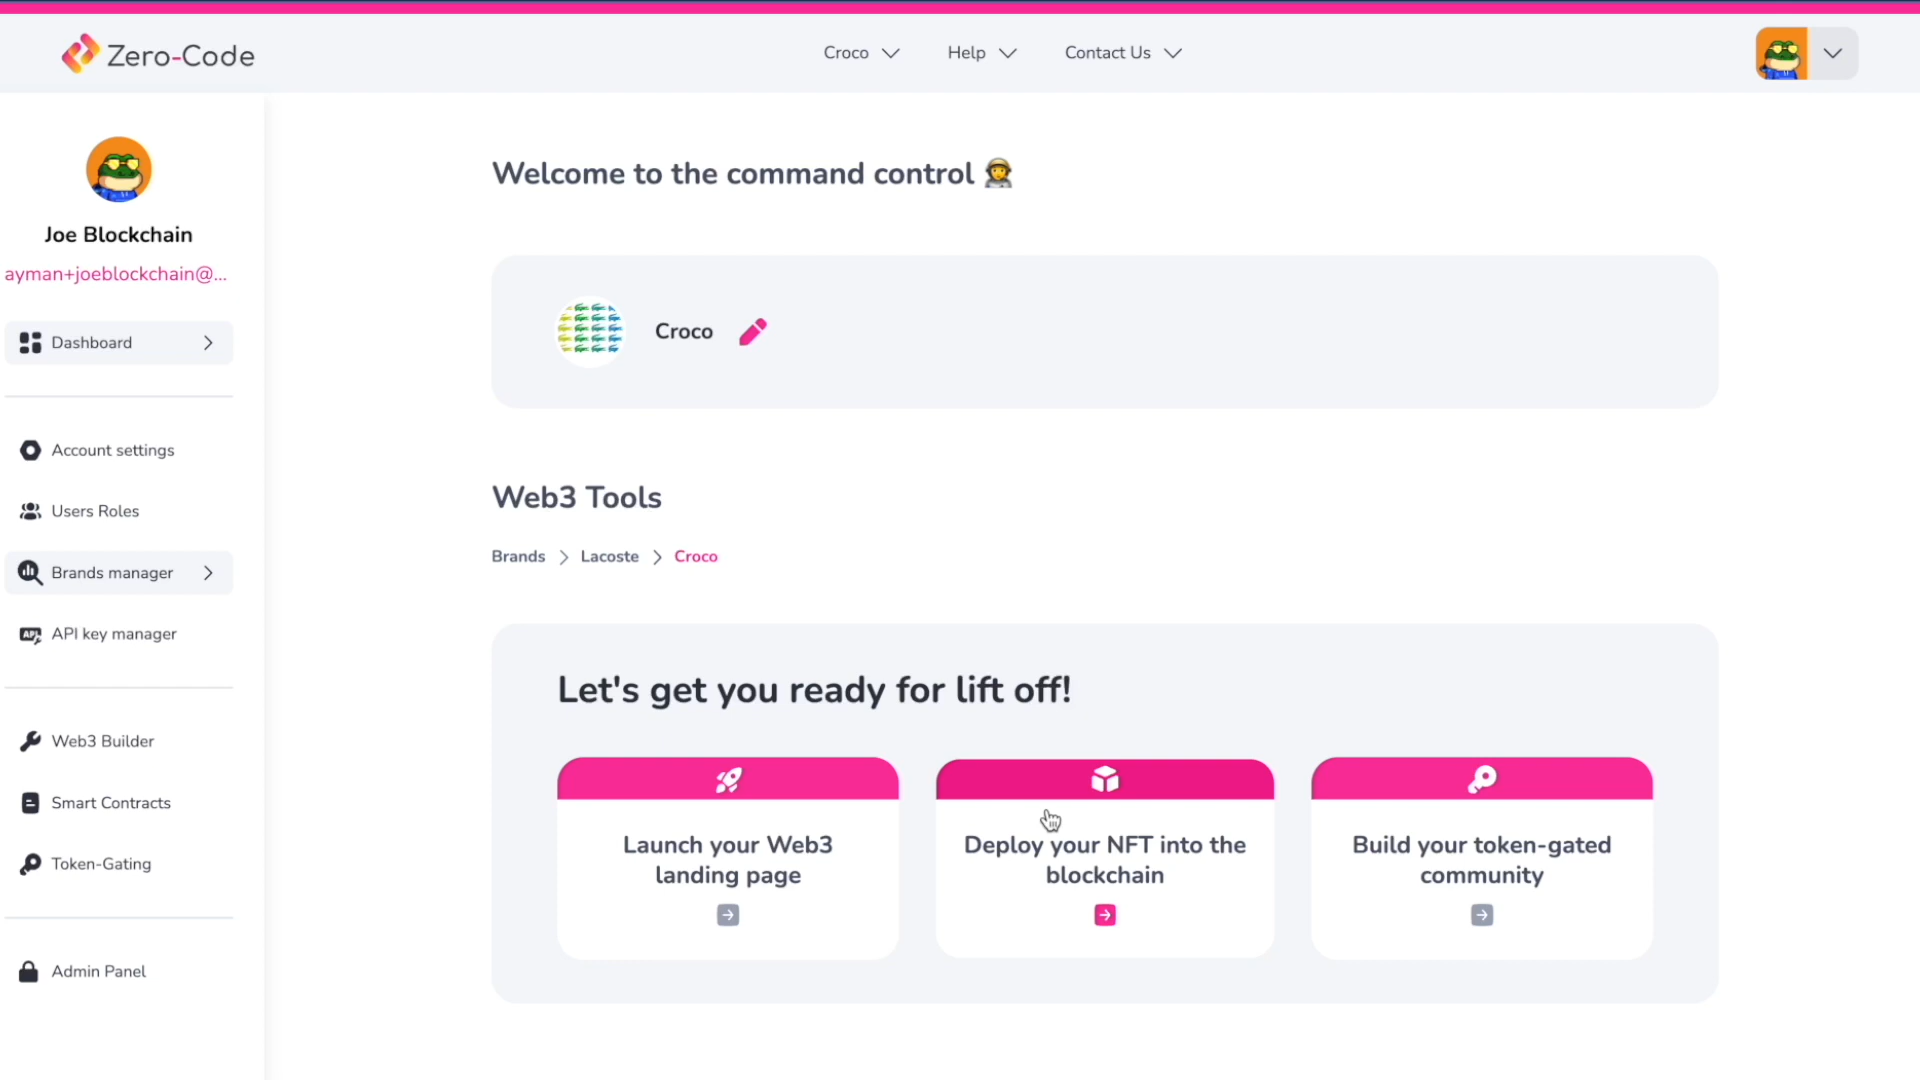 Zero-Code
Croco
Help
Contact Us
Joe Blockchain
ayman+joeblockchain@...
Dashboard
Account settings
Users Roles
Brands manager
API key manager
Web3 Builder
Smart Contracts
Token-Gating
Admin Panel
Welcome to the command control
Croco
Web3 Tools
Brands > Lacoste > Croco
Let's get you ready for lift off!
Launch your Web3
landing page
Deploy your NFT into the
blockchain
Build your token-gated
community